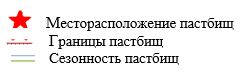 Месторасположение пастбищ
Границы пастбищ
Сезонность пастбищ